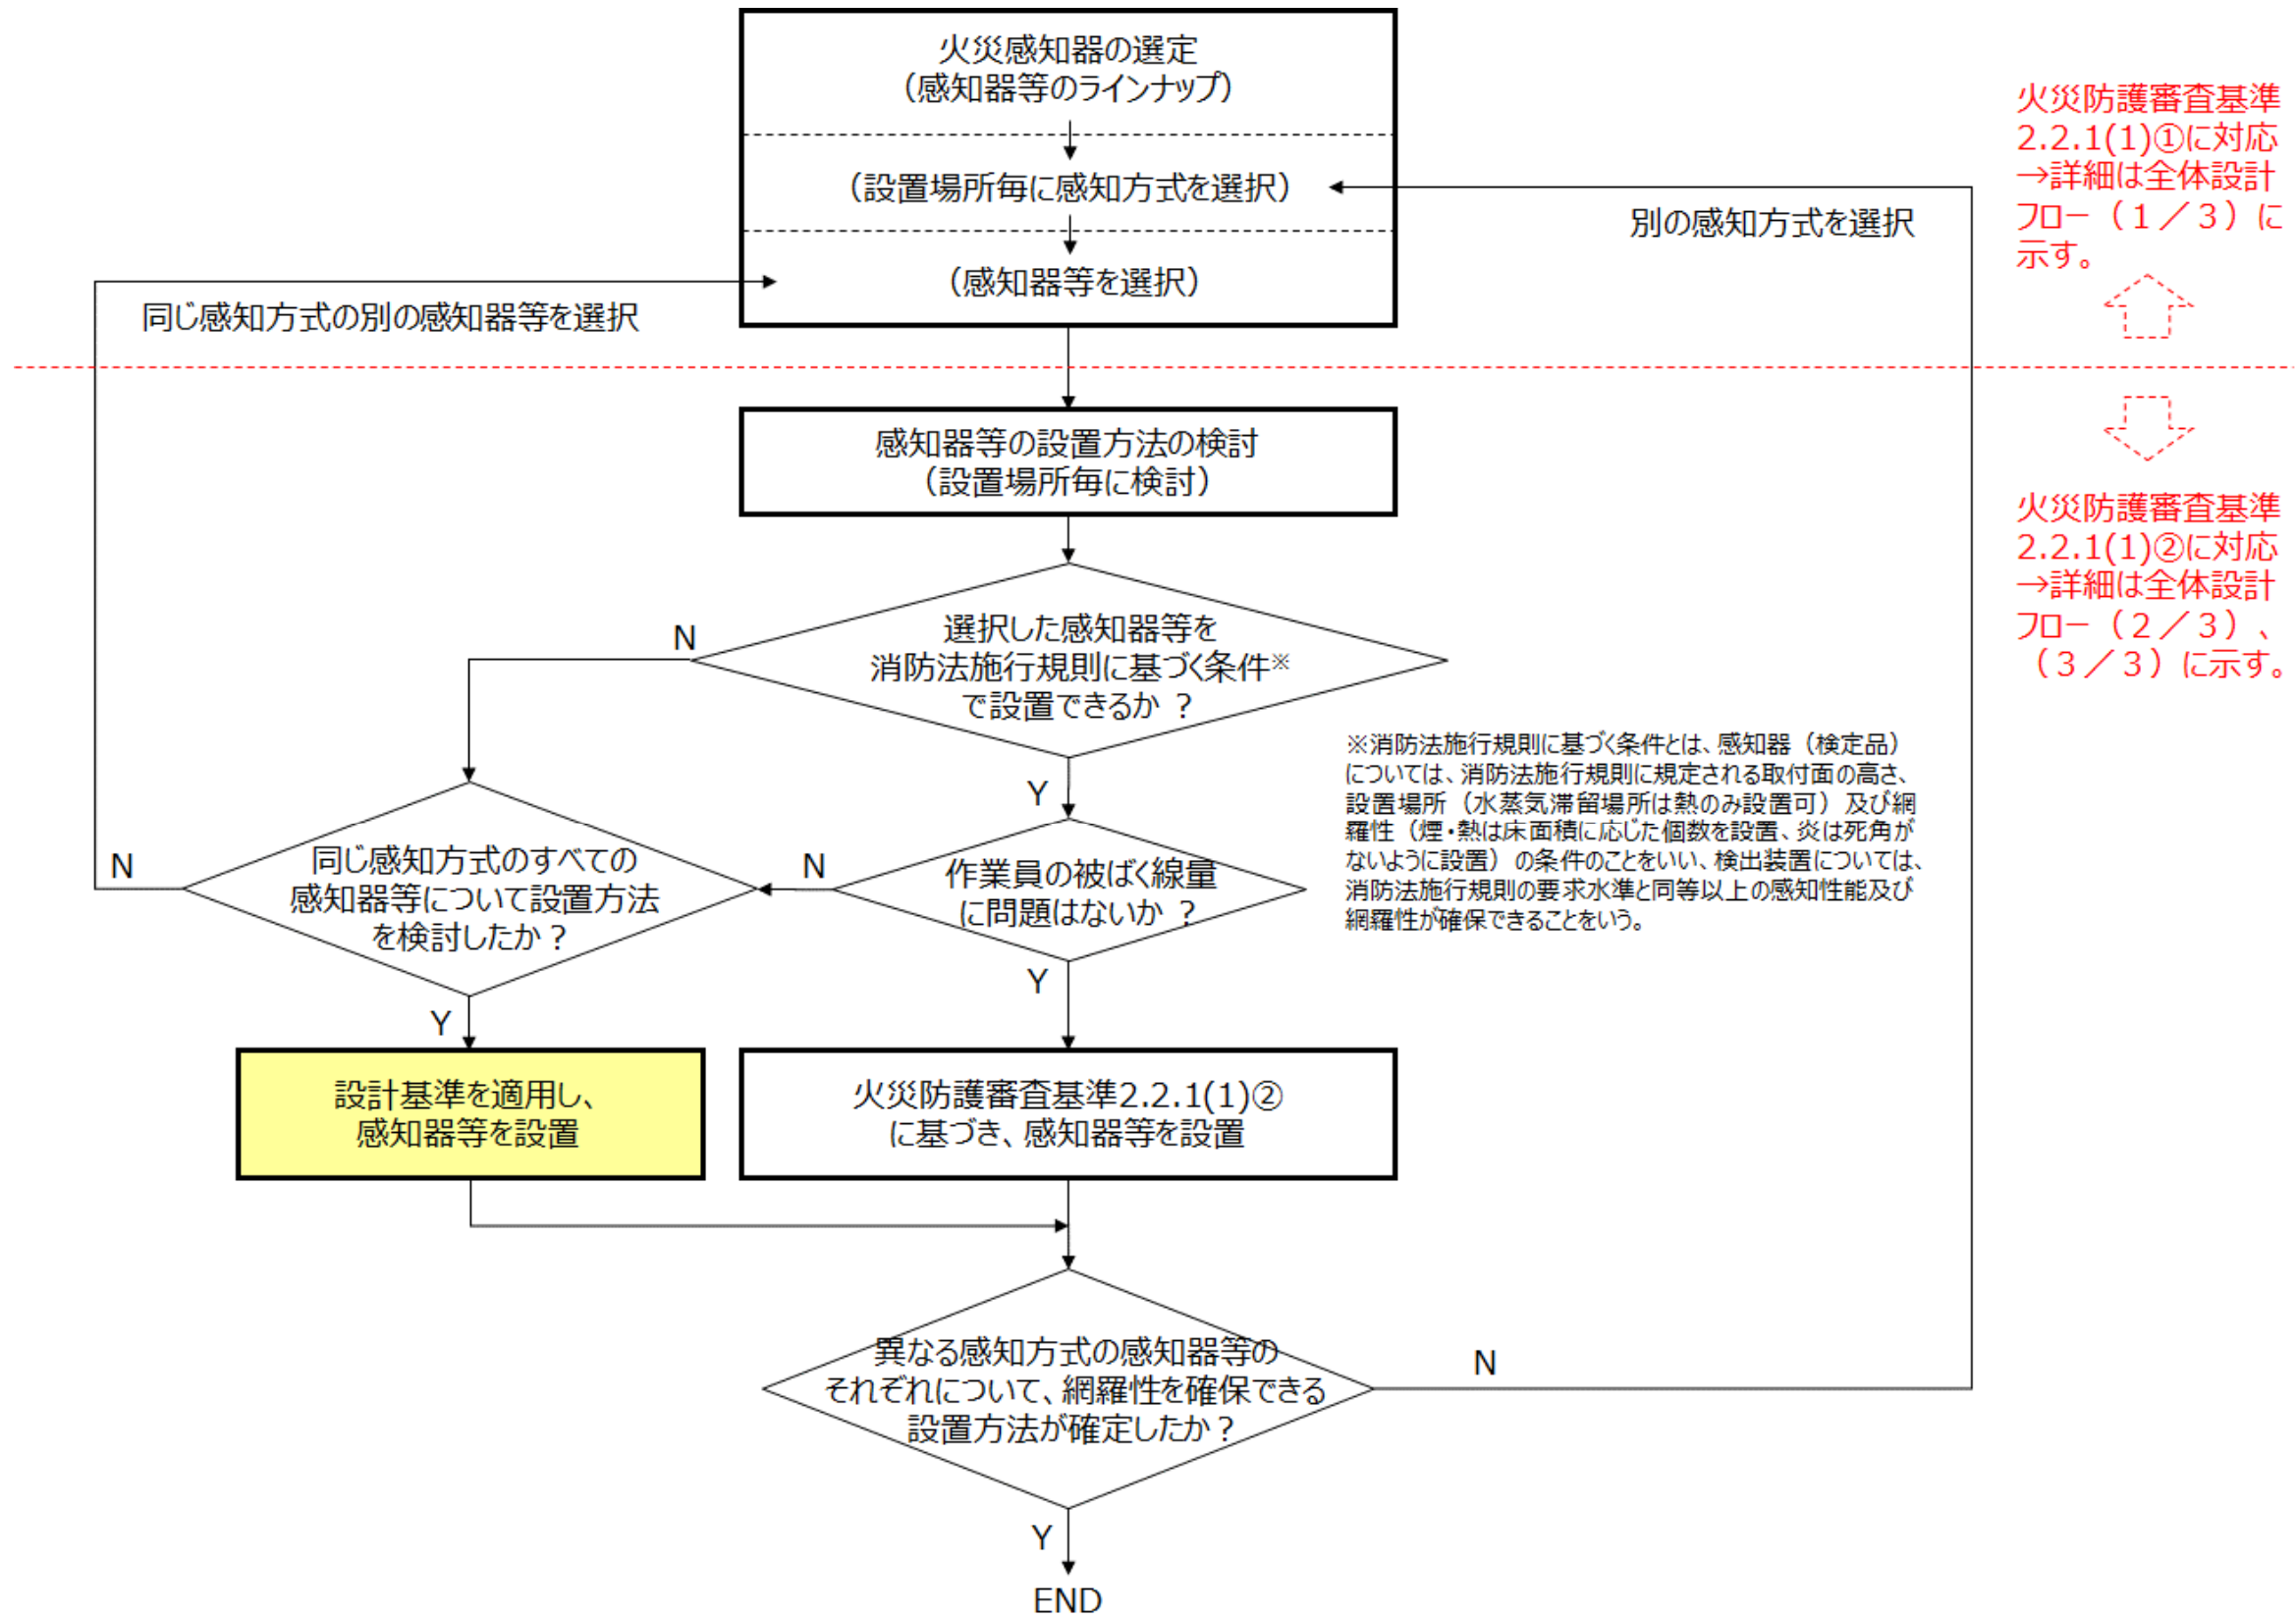 火災感知器の選定
（感知器等のラインナップ）
（設置場所毎に感知方式を選択）
別の感知方式を選択
（感知器等を選択）
同じ感知方式の別の感知器等を選択
火災防護審査基準
2.2.1(1)①に対応
→詳細は全体設計
フロー（１／３）に
示す。
感知器等の設置方法の検討
（設置場所毎に検討）
火災防護審査基準
2.2.1(1)②に対応
→詳細は全体設計
フロー（２／３）、
（３／３）に示す。
選択した感知器等を
消防法施行規則に基づく条件※
で設置できるか ？
N
Y
※消防法施行規則に基づく条件とは、感知器（検定品）
については、消防法施行規則に規定される取付面の高さ、
設置場所（水蒸気滞留場所は熱のみ設置可）及び網
羅性（煙・熱は床面積に応じた個数を設置、炎は死角が
ないように設置）の条件のことをいい、検出装置については、
消防法施行規則の要求水準と同等以上の感知性能及び
網羅性が確保できることをいう。
作業員の被ばく線量
に問題はないか ？
N
Y
同じ感知方式のすべての
感知器等について設置方法
を検討したか？
N
Y
設計基準を適用し、
感知器等を設置
火災防護審査基準2.2.1(1)②
に基づき、感知器等を設置
異なる感知方式の感知器等の
それぞれについて、網羅性を確保できる
設置方法が確定したか？
N
Y
END